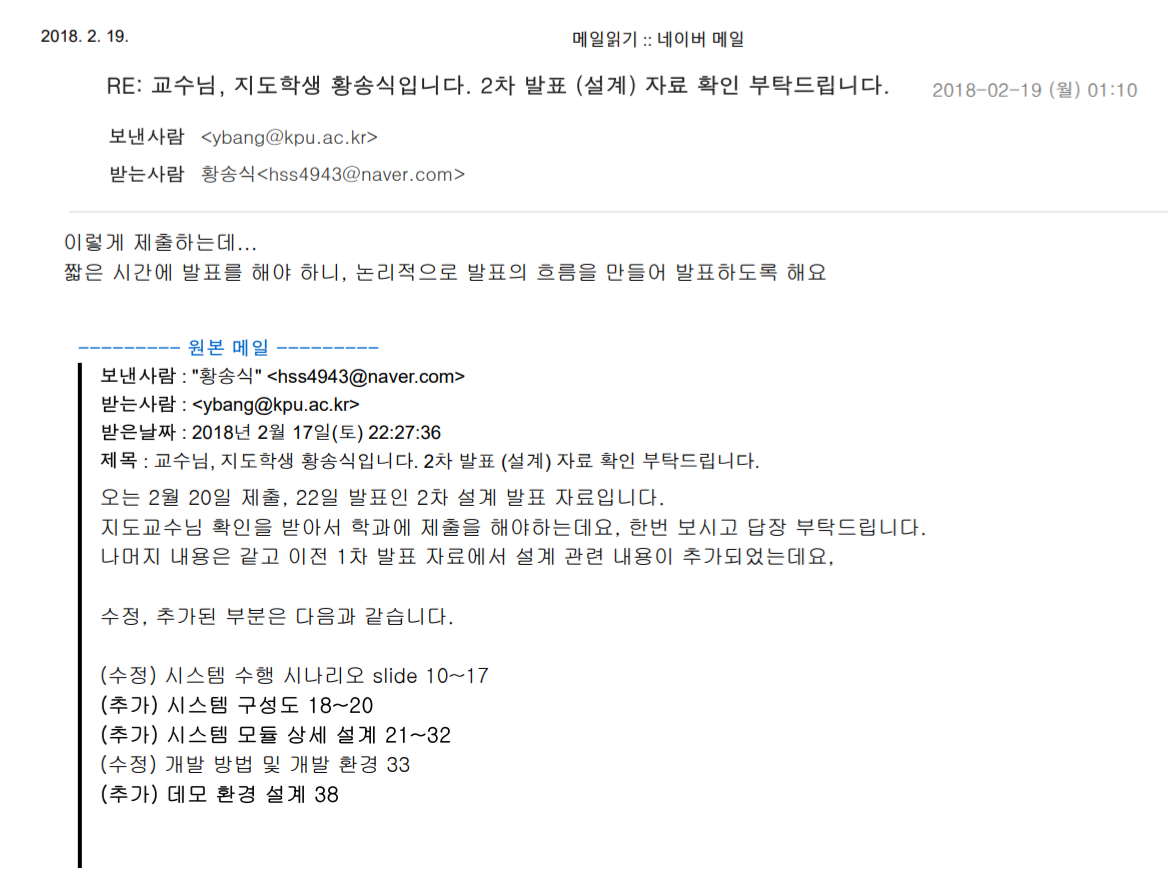 2018. 2. 19.
메일읽기 :: 네이버 메일
RE: 교수님, 지도학생 황송식입니다. 2차 발표 (설계) 자료 확인 부탁드립니다.
2018-02-19 (월) 01:10
보낸사람 <ybang@kpu.ac.kr>
받는사람 황송식<hss4943@naver.com>
이렇게 제출하는데...
짧은 시간에 발표를 해야 하니, 논리적으로 발표의 흐름을 만들어 발표하도록 해요
--------- 원본 메일 ---------
보낸사람 : "황송식" <hss4943@naver.com>
받는사람 : <ybang@kpu.ac.kr>
받은날짜 : 2018년 2월 17일(토) 22:27:36
제목 : 교수님, 지도학생 황송식입니다. 2차 발표 (설계) 자료 확인 부탁드립니다.
오는 2월 20일 제출, 22일 발표인 2차 설계 발표 자료입니다.
지도교수님 확인을 받아서 학과에 제출을 해야하는데요, 한번 보시고 답장 부탁드립니다.
나머지 내용은 같고 이전 1차 발표 자료에서 설계 관련 내용이 추가되었는데요,
수정, 추가된 부분은 다음과 같습니다.
(수정) 시스템 수행 시나리오 slide 10~17
(추가) 시스템 구성도 18~20
(추가) 시스템 모듈 상세 설계 21~32
(수정) 개발 방법 및 개발 환경 33
(추가) 데모 환경 설계 38